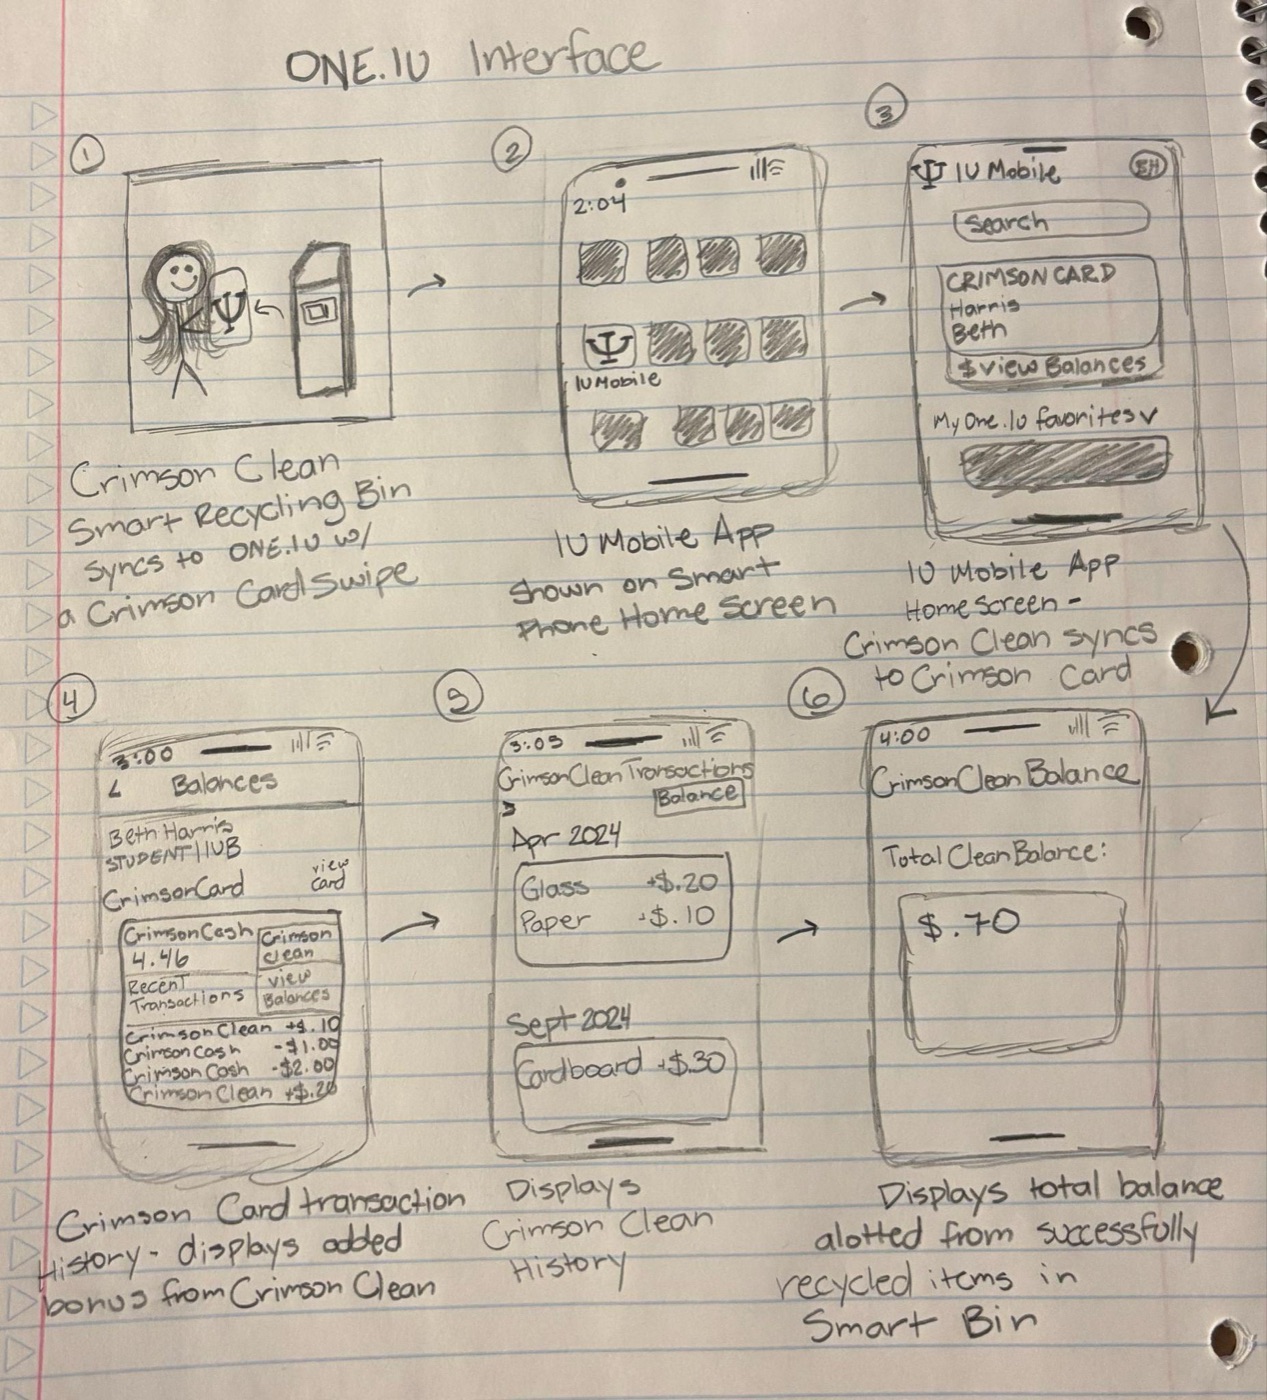 ONE.IU Interface
1
Crimson Clean
Smart Recycling Bin
syncs to ONE.IU w/
a Crimson Card Swipe
2
2:04
IU Mobile
IU Mobile App
shown on Smart
Phone Home Screen
3
IU Mobile
BH
Search
CRIMSON CARD
Harris
Beth
$ view Balances
My One.Iu favorites
IU Mobile App
Home screen -
Crimson Clean syncs
to Crimson Card
4
3:00
< Balances
Beth Harris
STUDENT | IUB
CrimsonCard
view
card
CrimsonCash
4.46
Crimson
Clean
Recent
Transactions
view
Balances
Crimson Clean +$.10
Crimson Cash -$1.00
Crimson Cash -$2.00
Crimson Clean +$.20
Crimson Card transaction
History - displays added
bonus from Crimson Clean
5
3:05
CrimsonClean Transactions
Balance
Apr 2024
Glass +$.20
Paper +$.10
Sept 2024
Cardboard +$.30
Displays
Crimson Clean
History
6
4:00
CrimsonClean Balance
Total Clean Balance:
$.70
Displays total balance
alotted from successfully
recycled items in
Smart Bin